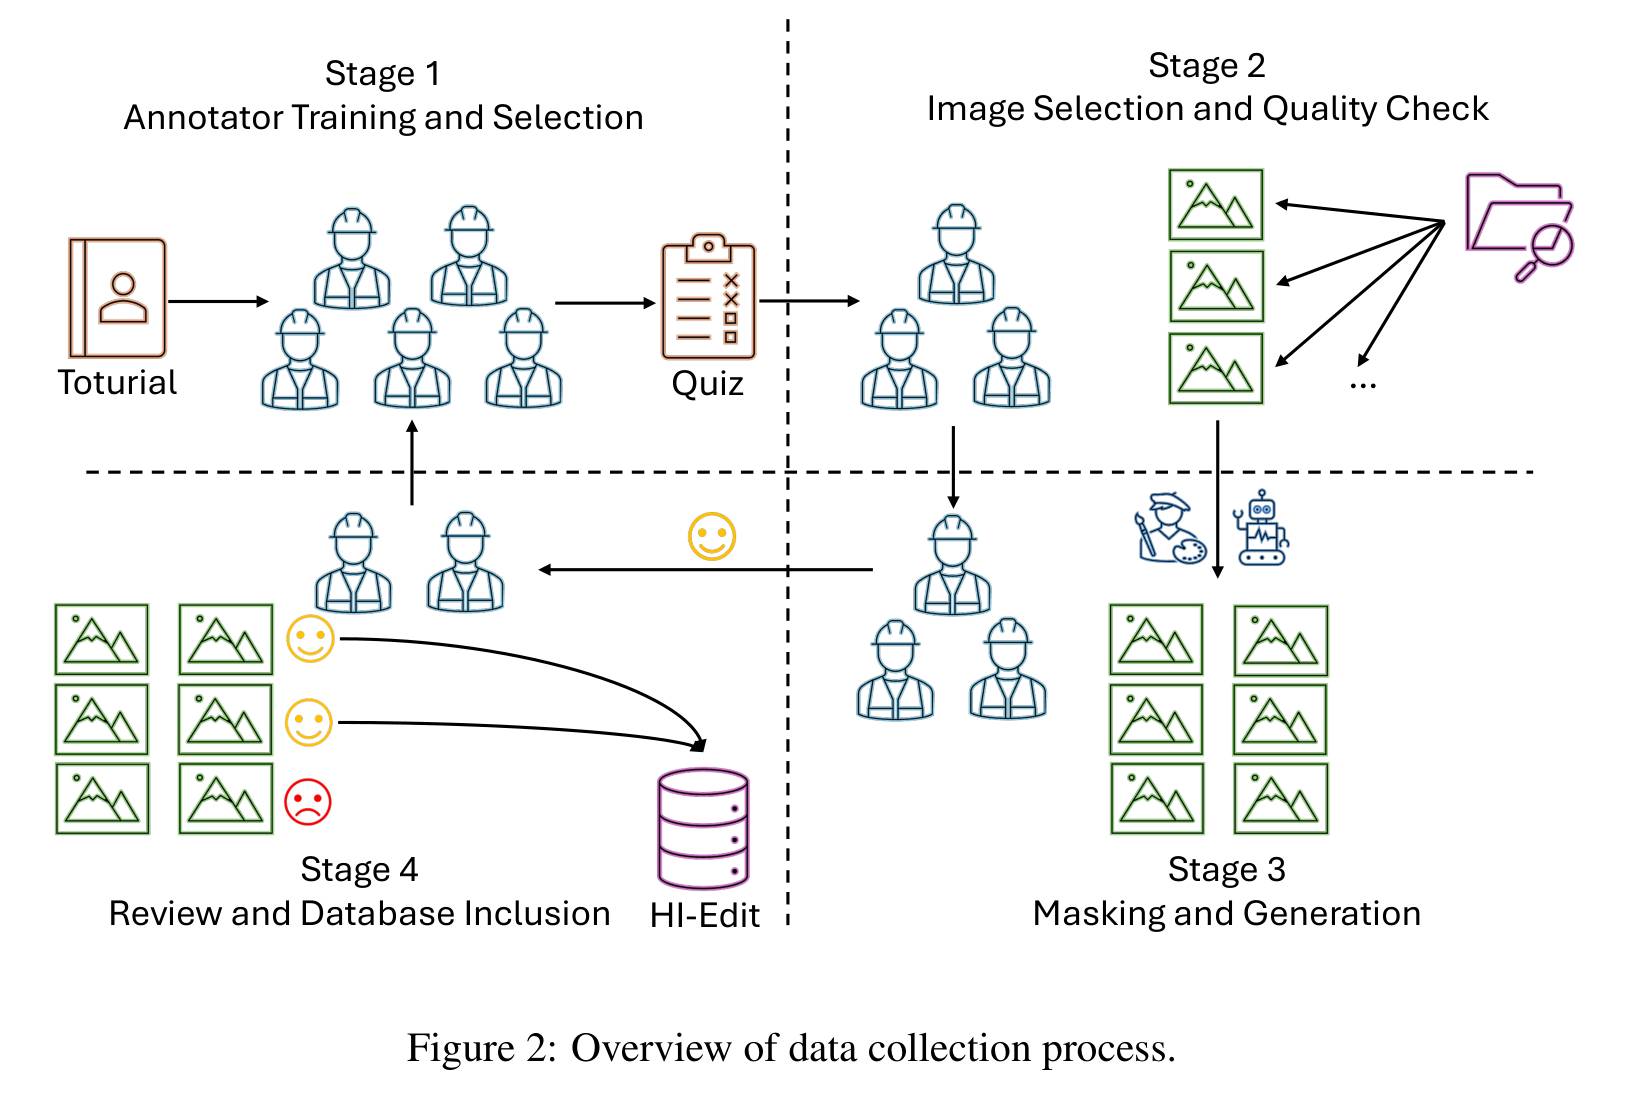 Stage 1
Annotator Training and Selection
Stage 2
Image Selection and Quality Check
Toturial
Quiz
...
Stage 4
Review and Database Inclusion
HI-Edit
Stage 3
Masking and Generation
Figure 2: Overview of data collection process.